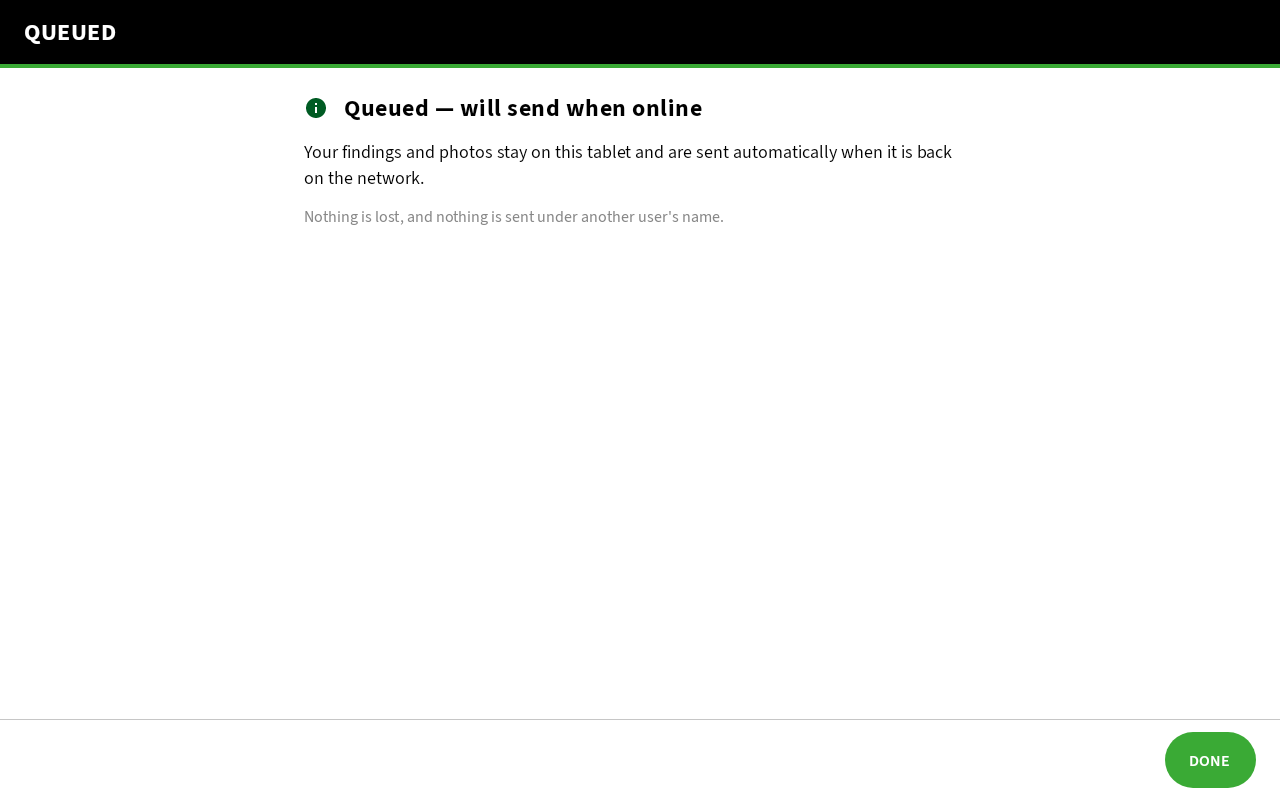 QUEUED
Queued — will send when online
Your findings and photos stay on this tablet and are sent automatically when it is back
on the network.
Nothing is lost, and nothing is sent under another user's name.
DONE